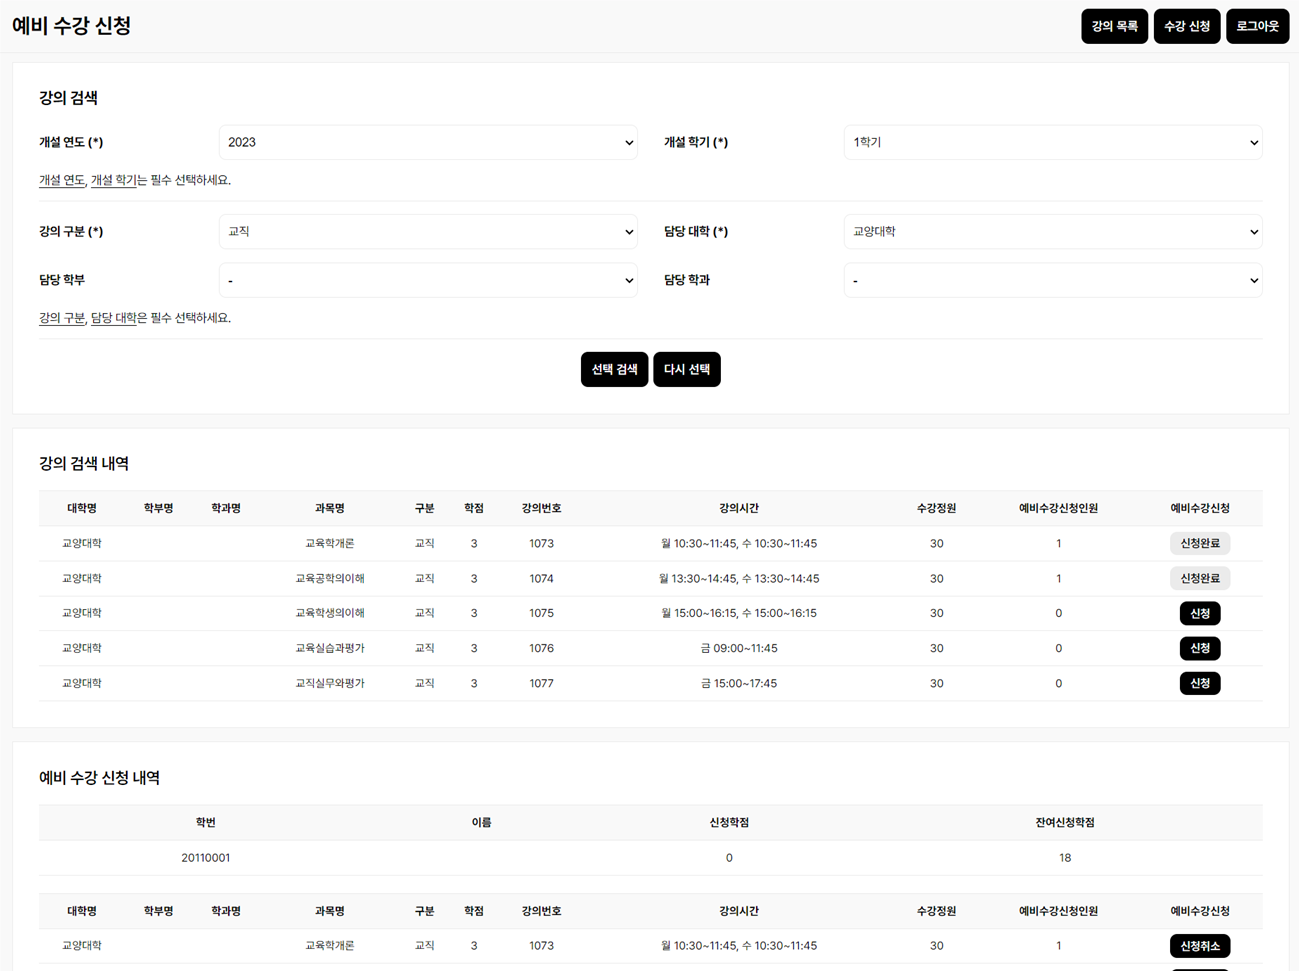 예비 수강 신청
강의 목록 수강 신청 로그아웃
강의 검색
개설 연도 (*) 2023 개설 학기 (*) 1학기
개설 연도, 개설 학기는 필수 선택하세요.
강의 구분 (*) 교직 담당 대학 (*) 교양대학
담당 학부 - 담당 학과 -
강의 구분, 담당 대학은 필수 선택하세요.
선택 검색 다시 선택
강의 검색 내역
대학명 학부명 학과명 과목명 구분 학점 강의번호 강의시간 수강정원 예비수강신청인원 예비수강신청
교양대학 교육학개론 교직 3 1073 월 10:30~11:45, 수 10:30~11:45 30 1 신청완료
교양대학 교육공학의이해 교직 3 1074 월 13:30~14:45, 수 13:30~14:45 30 1 신청완료
교양대학 교육학생의이해 교직 3 1075 월 15:00~16:15, 수 15:00~16:15 30 0 신청
교양대학 교육실습과평가 교직 3 1076 금 09:00~11:45 30 0 신청
교양대학 교직실무와평가 교직 3 1077 금 15:00~17:45 30 0 신청
예비 수강 신청 내역
학번 이름 신청학점 잔여신청학점
20110001 0 18
대학명 학부명 학과명 과목명 구분 학점 강의번호 강의시간 수강정원 예비수강신청인원 예비수강신청
교양대학 교육학개론 교직 3 1073 월 10:30~11:45, 수 10:30~11:45 30 1 신청취소